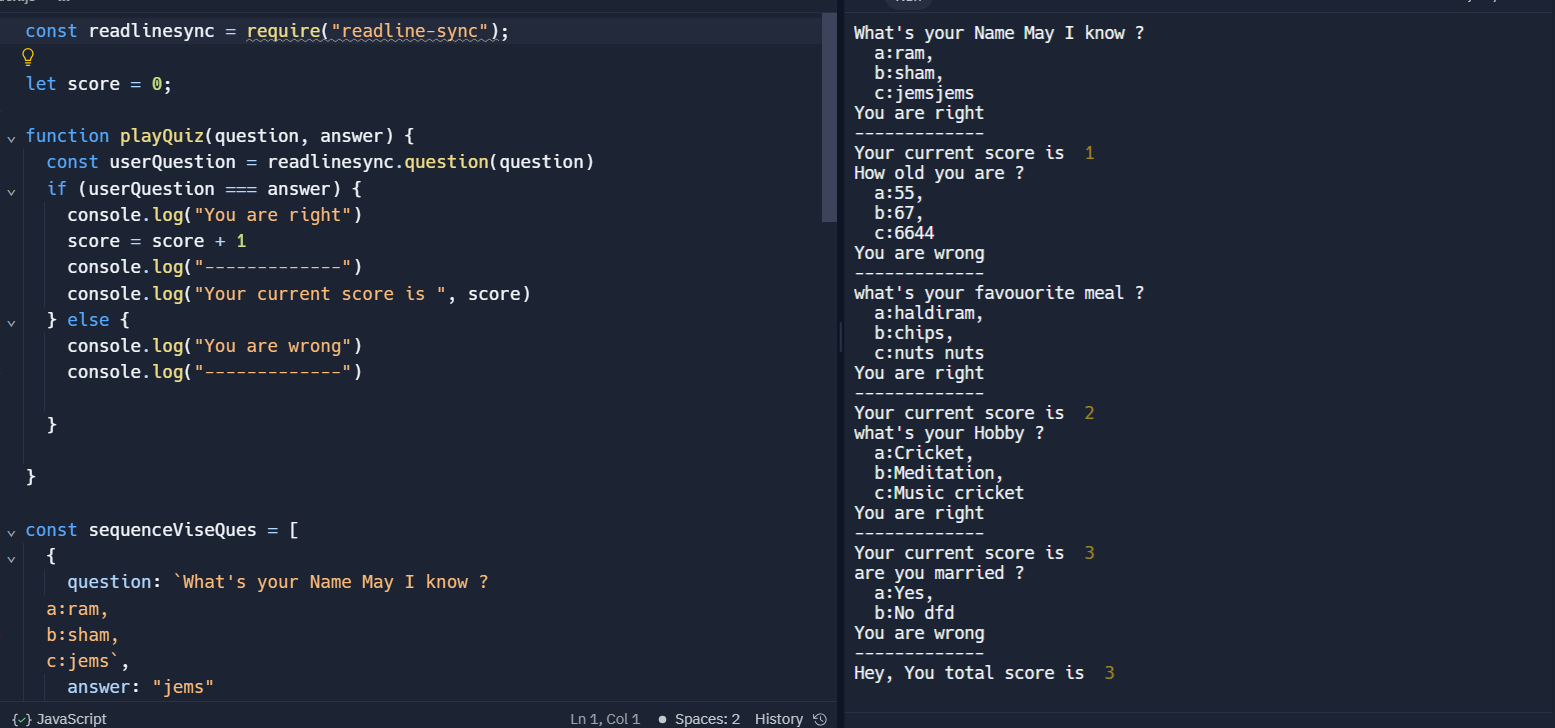 const readlinesync = require("readline-sync");
let score = 0;
function playQuiz(question, answer) {
const userQuestion = readlinesync.question(question)
if (userQuestion === answer) {
console.log("You are right")
score = score + 1
console.log("-------------")
console.log("Your current score is ", score)
} else {
console.log("You are wrong")
console.log("-------------")
}
}
const sequenceViseQues = [
{
question: `What's your Name May I know ?
a:ram,
b:sham,
c:jems`,
answer: "jems"
{✓} JavaScript
Ln 1, Col 1
Spaces: 2
History
What's your Name May I know ?
a:ram,
b:sham,
c:jemsjems
You are right
-------------
Your current score is  1
How old you are ?
a:55,
b:67,
c:6644
You are wrong
-------------
what's your favouorite meal ?
a:haldiram,
b:chips,
c:nuts nuts
You are right
-------------
Your current score is  2
what's your Hobby ?
a:Cricket,
b:Meditation,
c:Music cricket
You are right
-------------
Your current score is  3
are you married ?
a:Yes,
b:No dfd
You are wrong
-------------
Hey, You total score is  3